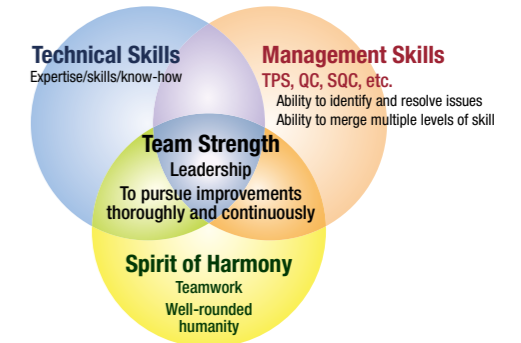 Technical Skills
Expertise/skills/know-how
Management Skills
TPS, QC, SQC, etc.
Ability to identify and resolve issues
Ability to merge multiple levels of skill
Team Strength
Leadership
To pursue improvements
thoroughly and continuously
Spirit of Harmony
Teamwork
Well-rounded
humanity